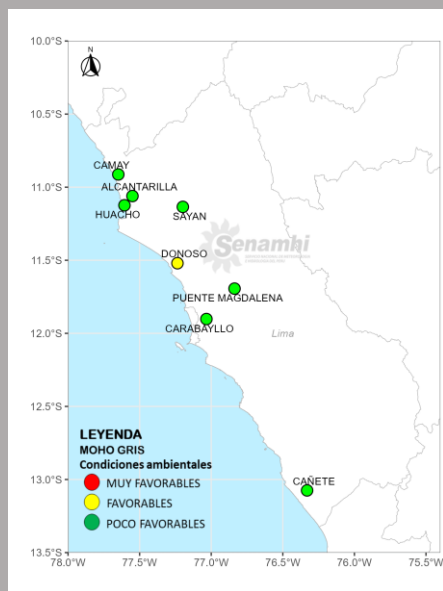 N
10.0°S
10.5°S
11.0°S
11.5°S
12.0°S
12.5°S
13.0°S
13.5°S
CAMAY
ALCANTARILLA
HUACHO
SAYAN
Senamhi
DONOSO
PUENTE MAGDALENA
CARABAYLLO
Lima
CAÑETE
LEYENDA
MOHO GRIS
Condiciones ambientales
MUY FAVORABLES
FAVORABLES
POCO FAVORABLES
78.0°W 77.5°W 77.0°W 76.5°W 76.0°W 75.5°W